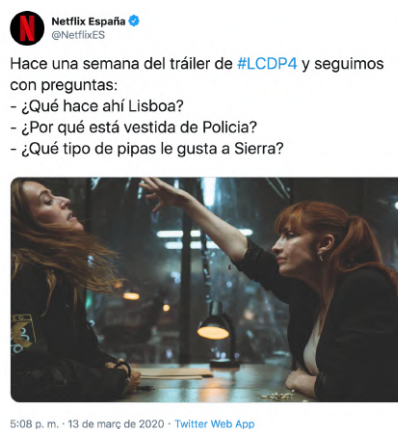 Netflix España
@NetflixES
Hace una semana del tráiler de #LCDP4 y seguimos
con preguntas:
- ¿Qué hace ahí Lisboa?
- ¿Por qué está vestida de Policia?
- ¿Qué tipo de pipas le gusta a Sierra?
5:08 p. m. · 13 de març de 2020 · Twitter Web App